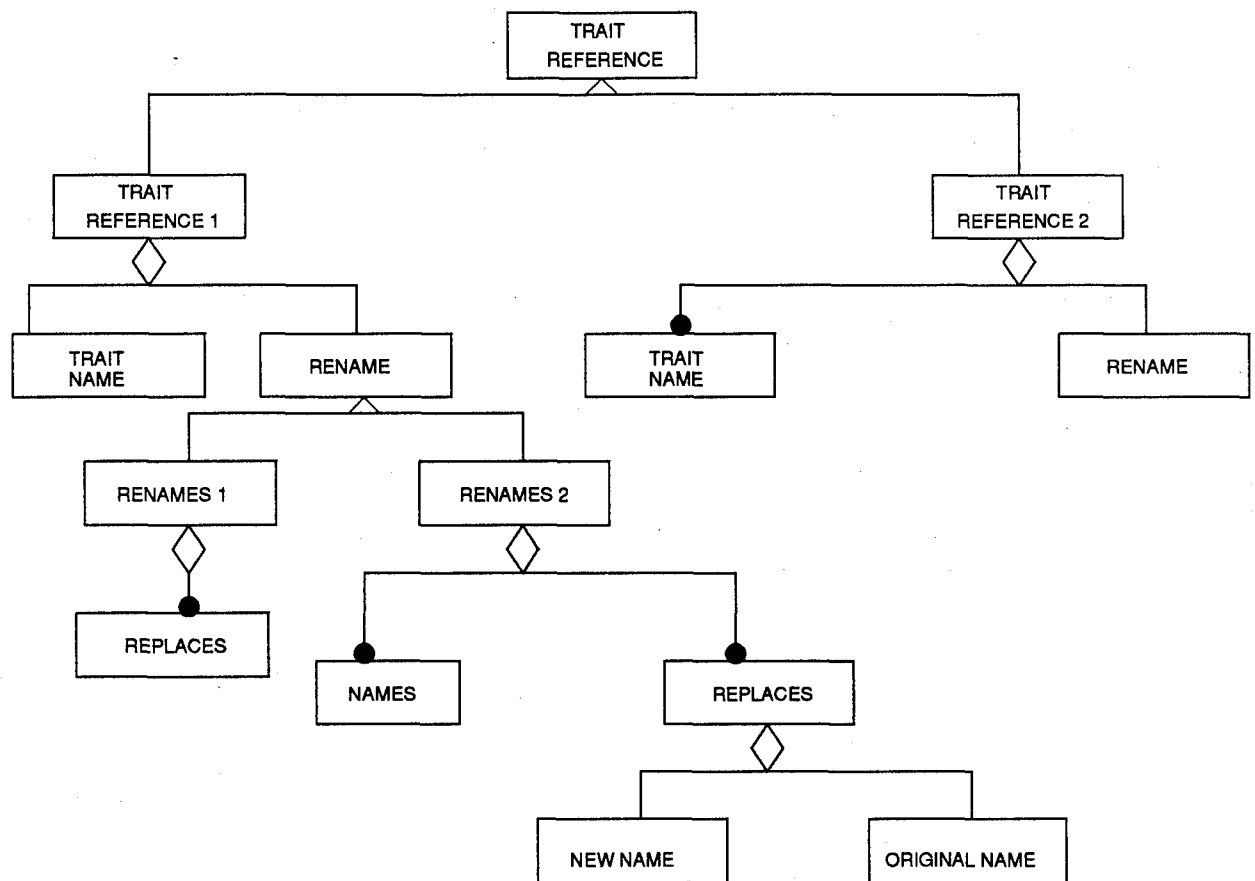 TRAIT
REFERENCE
TRAIT
REFERENCE 1
TRAIT
REFERENCE 2
TRAIT
NAME
RENAME
TRAIT
NAME
RENAME
RENAMES 1
RENAMES 2
REPLACES
NAMES
REPLACES
NEW NAME
ORIGINAL NAME